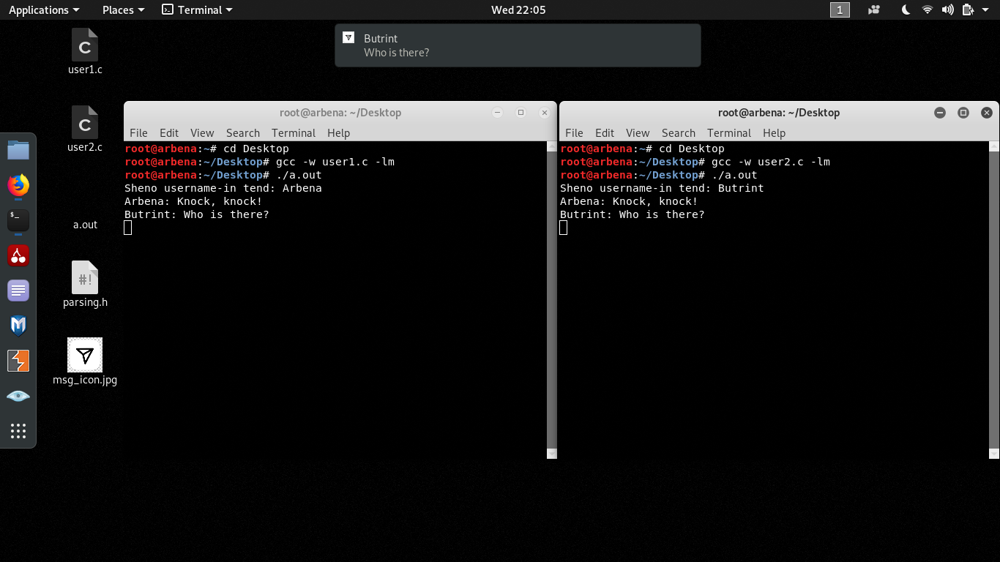 Applications Places Terminal Wed 22:05 1
Butrint
Who is there?
C
user1.c
C
user2.c
a.out
#!
parsing.h
msg_icon.jpg
$_
M
root@arbena: ~/Desktop
File Edit View Search Terminal Help
root@arbena:~# cd Desktop
root@arbena:~/Desktop# gcc -w user1.c -lm
root@arbena:~/Desktop# ./a.out
Sheno username-in tend: Arbena
Arbena: Knock, knock!
Butrint: Who is there?
root@arbena: ~/Desktop
File Edit View Search Terminal Help
root@arbena:~# cd Desktop
root@arbena:~/Desktop# gcc -w user2.c -lm
root@arbena:~/Desktop# ./a.out
Sheno username-in tend: Butrint
Arbena: Knock, knock!
Butrint: Who is there?